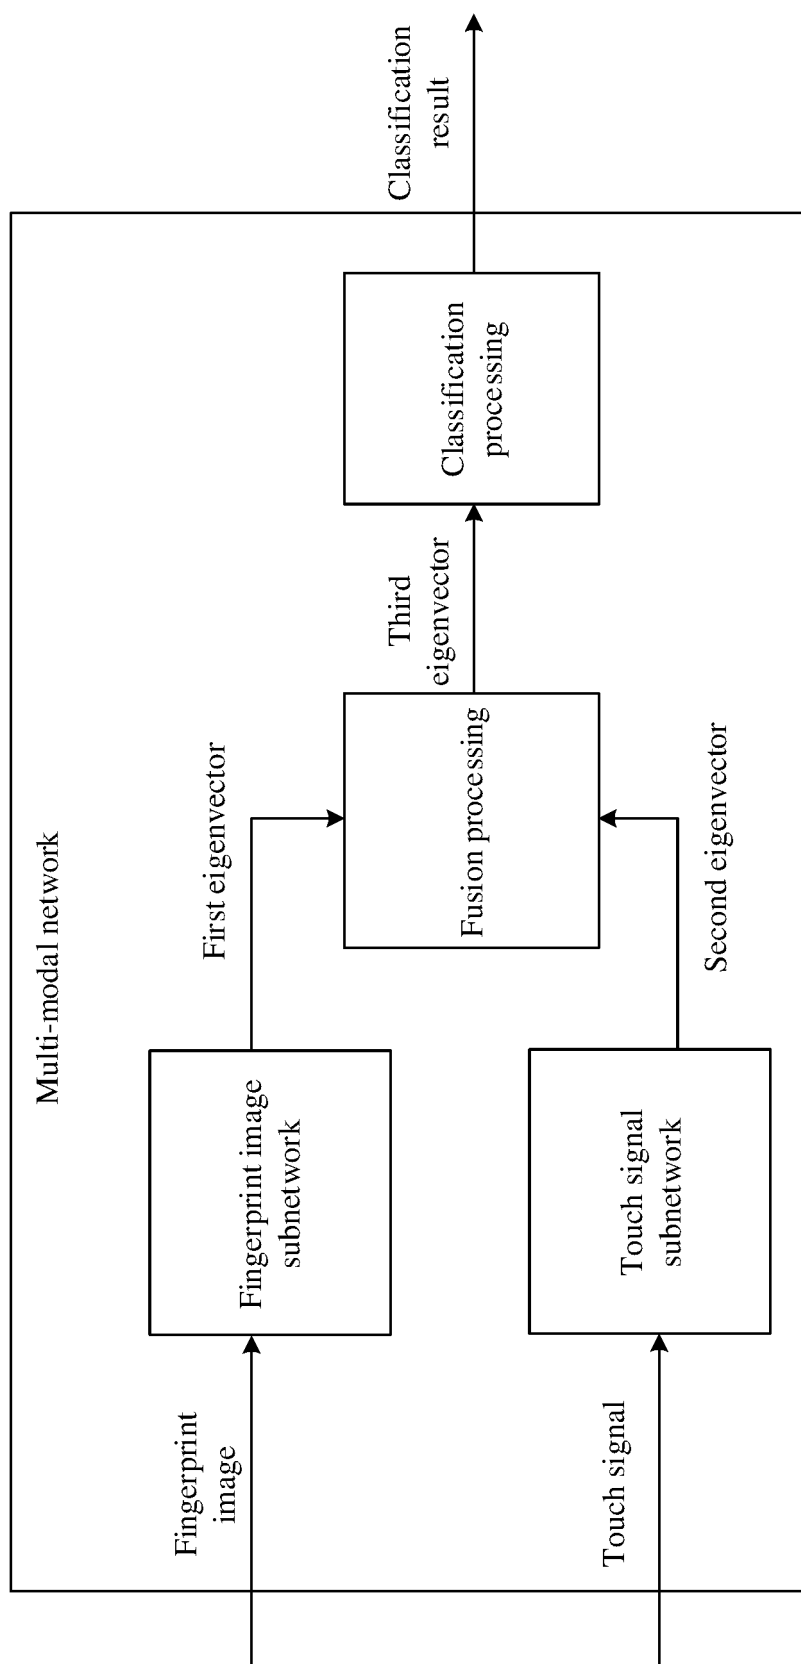 Multi-modal network
Fingerprint
image
Fingerprint image
subnetwork
First eigenvector
Touch signal
Touch signal
subnetwork
Second eigenvector
Fusion processing
Third
eigenvector
Classification
processing
Classification
result